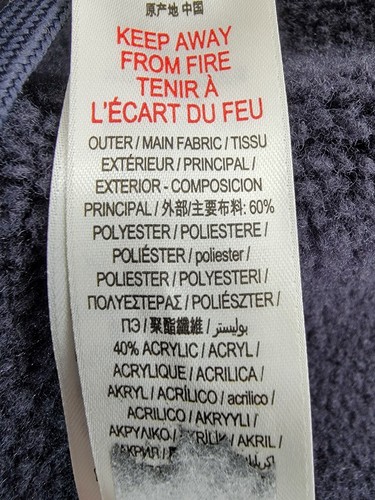 原产地 中国
KEEP AWAY
FROM FIRE
TENIR À
L'ÉCART DU FEU
OUTER / MAIN FABRIC / TISSU
EXTÉRIEUR / PRINCIPAL /
EXTERIOR - COMPOSICION
PRINCIPAL / 外部/主要布料: 60%
POLYESTER / POLIESTERE /
POLIÉSTER / poliester /
POLIESTER / POLYESTERI /
ΠΟΛΥΕΣΤΕΡΑΣ / POLIÉSZTER /
ПЭ / 聚酯纖維 / بوليستر /
40% ACRYLIC / ACRYL /
ACRYLIQUE / ACRILICA /
AKRYL / ACRÍLICO / acrilico /
ACRILICO / AKRYYLI /
ΑΚΡΥΛΙΚΟ / AKRIL /